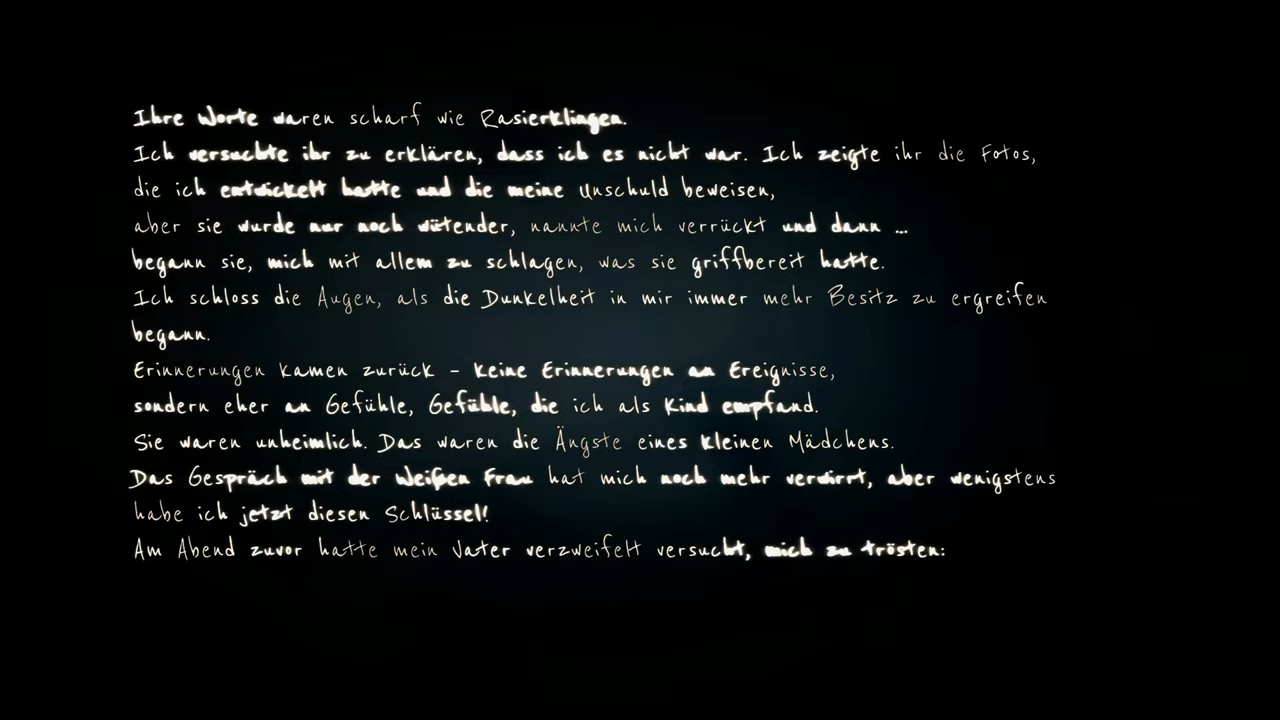 Ihre Worte waren scharf wie Rasierklingen.
Ich versuchte ihr zu erklären, dass ich es nicht war. Ich zeigte ihr die Fotos,
die ich entwickelt hatte und die meine Unschuld beweisen,
aber sie wurde nur noch wütender, nannte mich verrückt und dann ...
begann sie, mich mit allem zu schlagen, was sie griffbereit hatte.
Ich schloss die Augen, als die Dunkelheit in mir immer mehr Besitz zu ergreifen
begann.
Erinnerungen kamen zurück - keine Erinnerungen an Ereignisse,
sondern eher an Gefühle, Gefühle, die ich als Kind empfand.
Sie waren unheimlich. Das waren die Ängste eines kleinen Mädchens.
Das Gespräch mit der Weißen Frau hat mich noch mehr verwirrt, aber wenigstens
habe ich jetzt diesen Schlüssel!
Am Abend zuvor hatte mein Vater verzweifelt versucht, mich zu trösten: